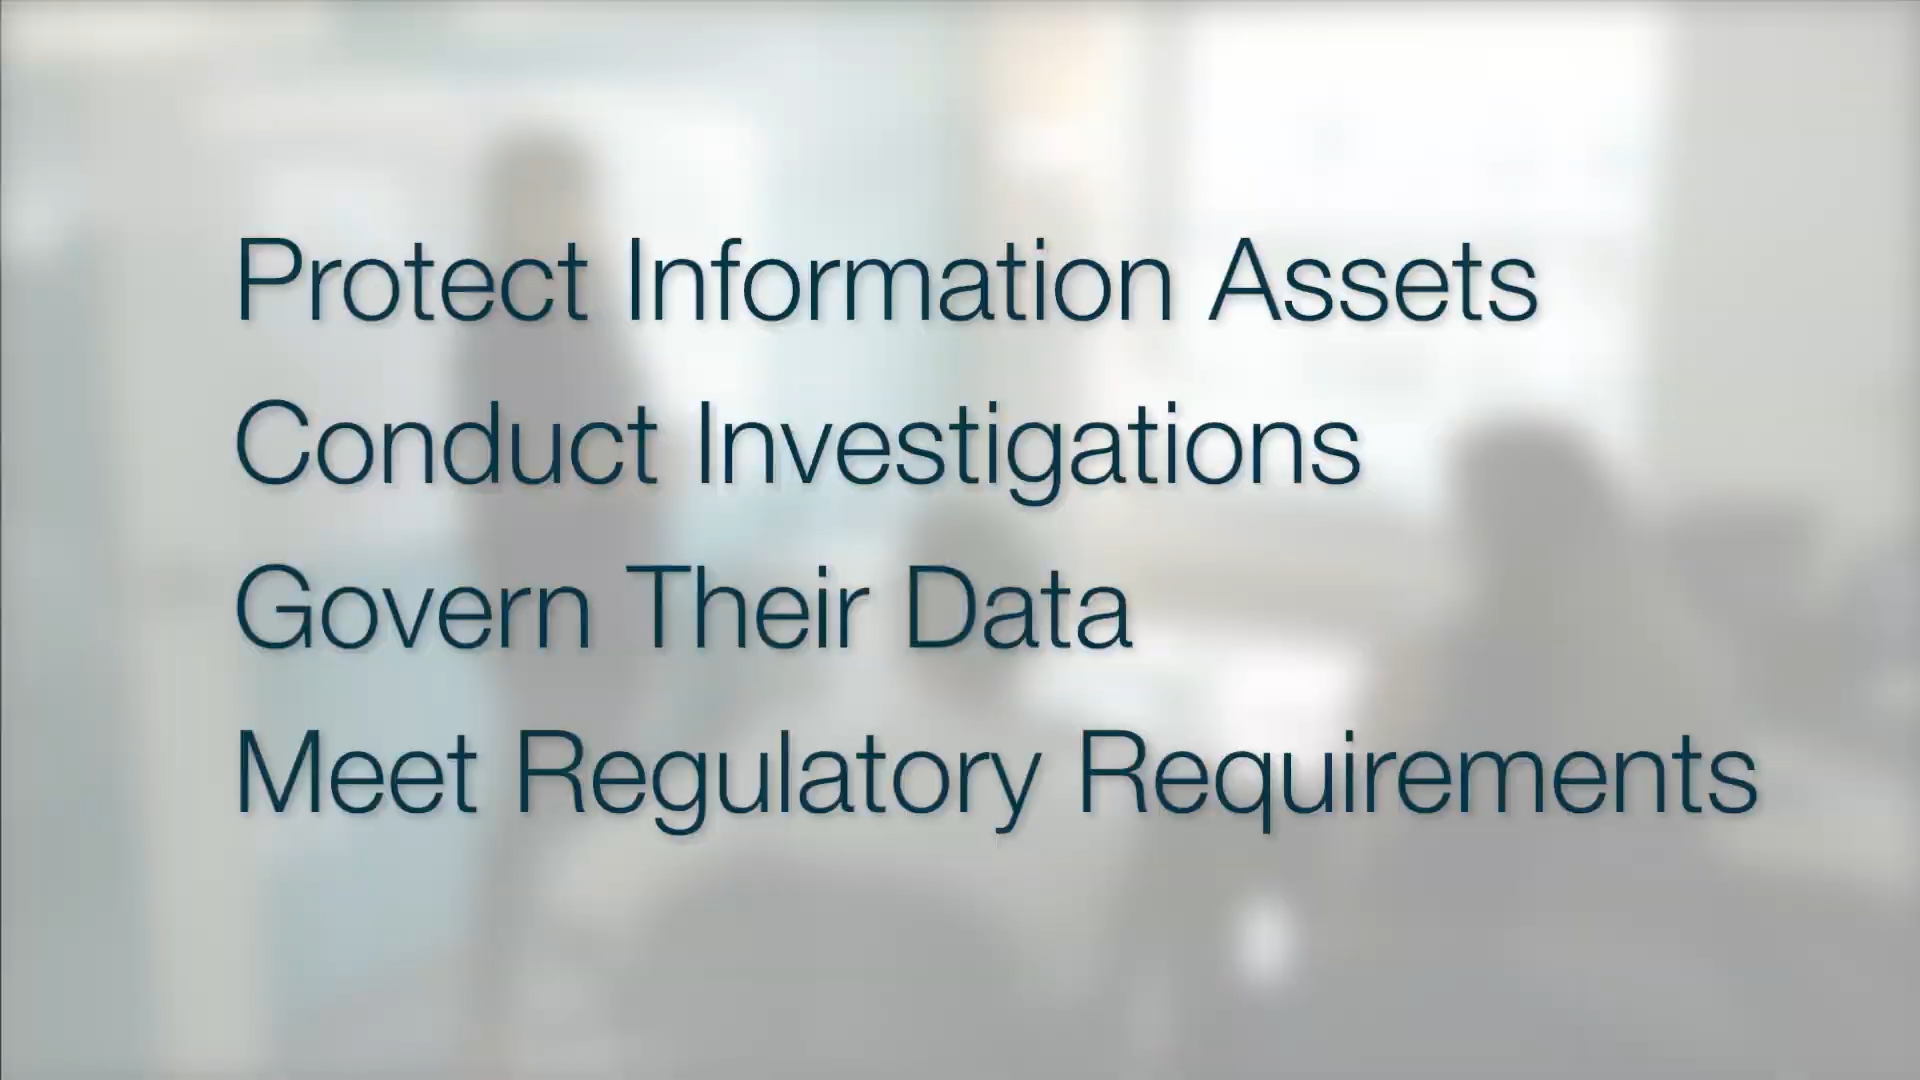 Protect Information Assets
Conduct Investigations
Govern Their Data
Meet Regulatory Requirements